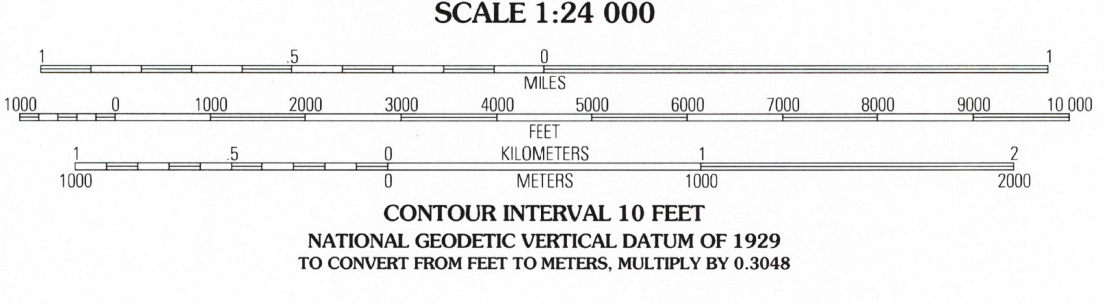 SCALE 1:24 000
1 .5 0 1
MILES
1000 0 1000 2000 3000 4000 5000 6000 7000 8000 9000 10 000
FEET
1 .5 0 KILOMETERS 1 2
1000 0 METERS 1000 2000
CONTOUR INTERVAL 10 FEET
NATIONAL GEODETIC VERTICAL DATUM OF 1929
TO CONVERT FROM FEET TO METERS, MULTIPLY BY 0.3048